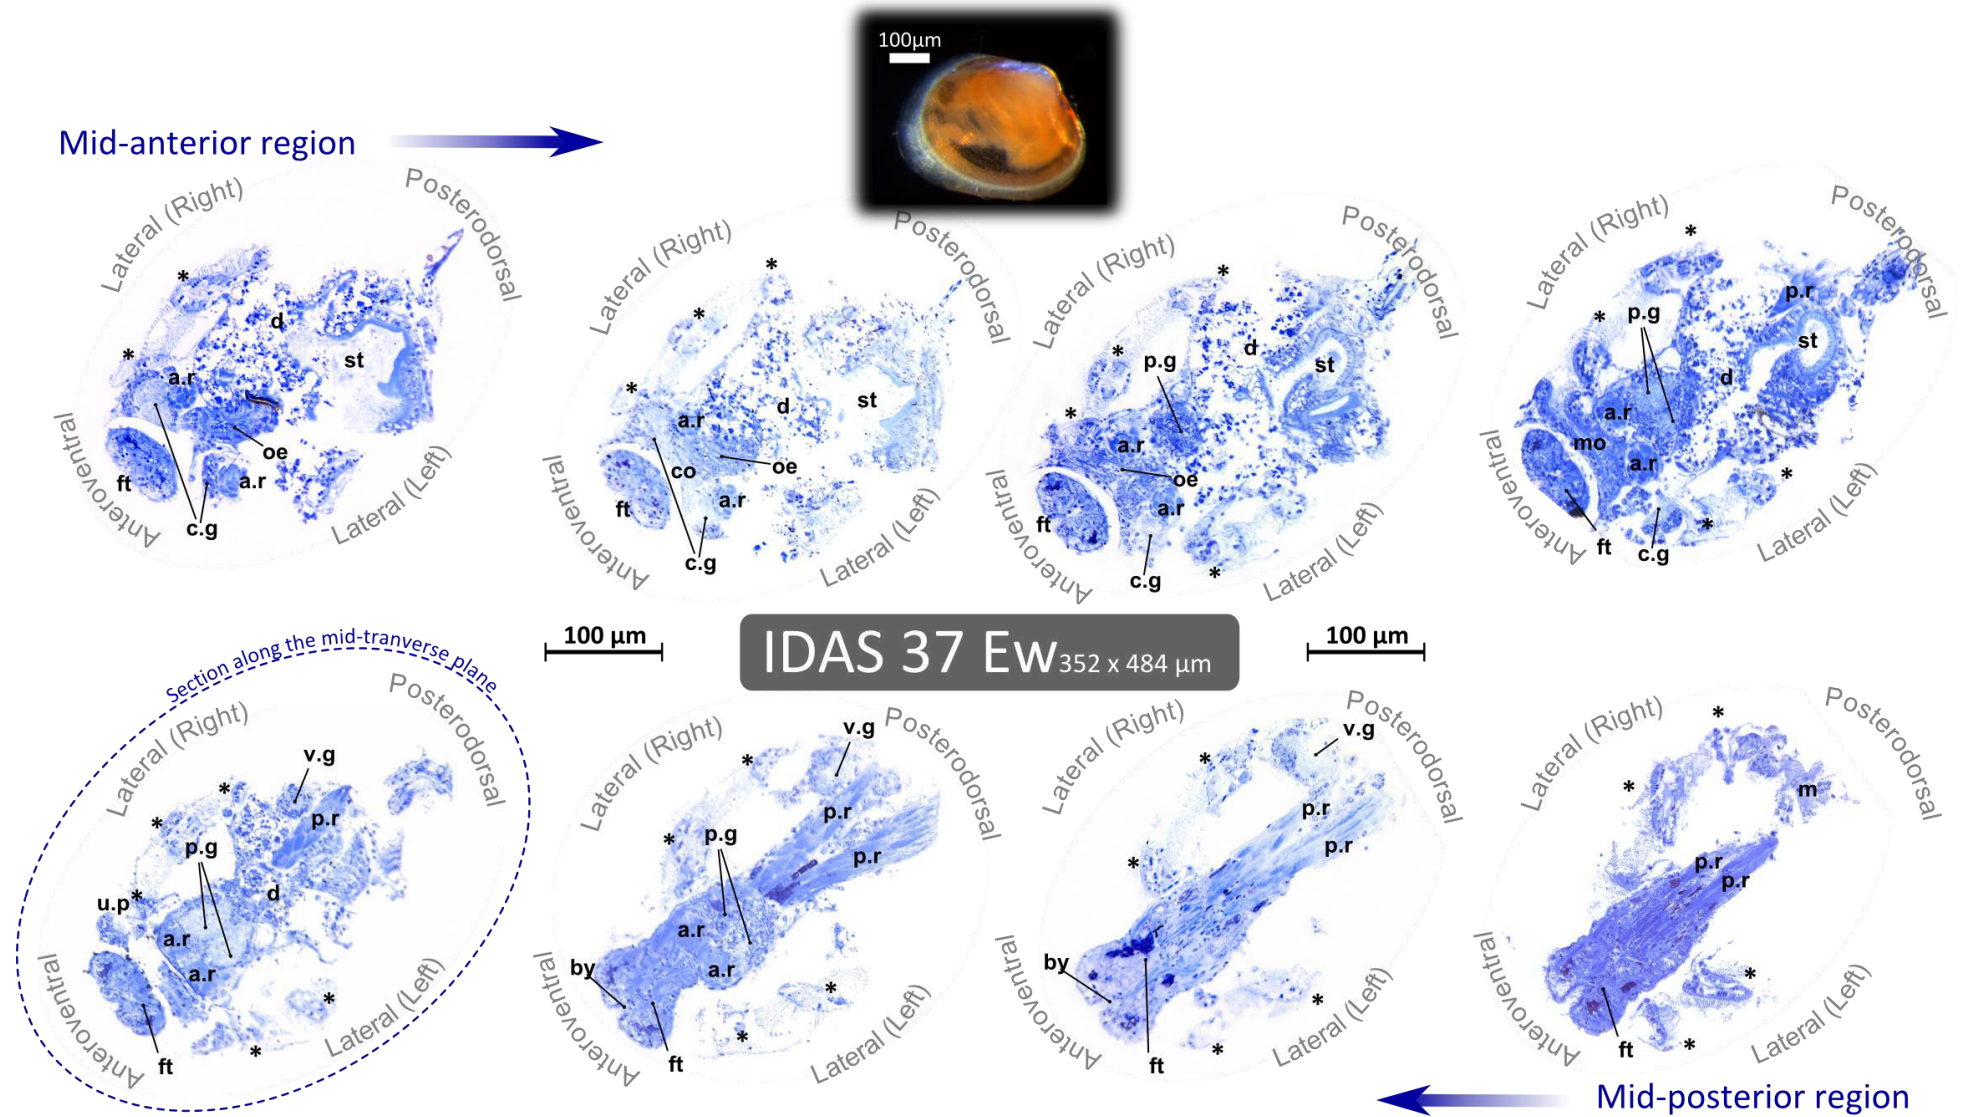 100µm
Mid-anterior region
Lateral (Right)
Posterodorsal
Anteroventral
Lateral (Left)
*
*
d
st
a.r
oe
a.r
ft
c.g
Lateral (Right)
Posterodorsal
Anteroventral
Lateral (Left)
*
*
*
a.r
d
st
co
oe
a.r
ft
c.g
Lateral (Right)
Posterodorsal
Anteroventral
Lateral (Left)
*
*
*
p.g
d
st
a.r
oe
a.r
ft
c.g
*
Lateral (Right)
Posterodorsal
Anteroventral
Lateral (Left)
*
*
p.g
p.r
st
d
a.r
mo
a.r
*
*
ft
c.g
100 µm
IDAS 37 Ew 352 x 484 µm
100 µm
Section along the mid-tranverse plane
Lateral (Right)
Posterodorsal
Anteroventral
Lateral (Left)
v.g
*
*
p.r
p.g
d
u.p
*
a.r
a.r
*
*
ft
Lateral (Right)
Posterodorsal
Anteroventral
Lateral (Left)
v.g
*
*
p.r
p.g
p.r
a.r
by
a.r
*
*
ft
Lateral (Right)
Posterodorsal
Anteroventral
Lateral (Left)
v.g
*
p.r
p.r
*
by
*
*
ft
Lateral (Right)
Posterodorsal
Anteroventral
Lateral (Left)
*
*
m
p.r
p.r
*
*
ft
Mid-posterior region